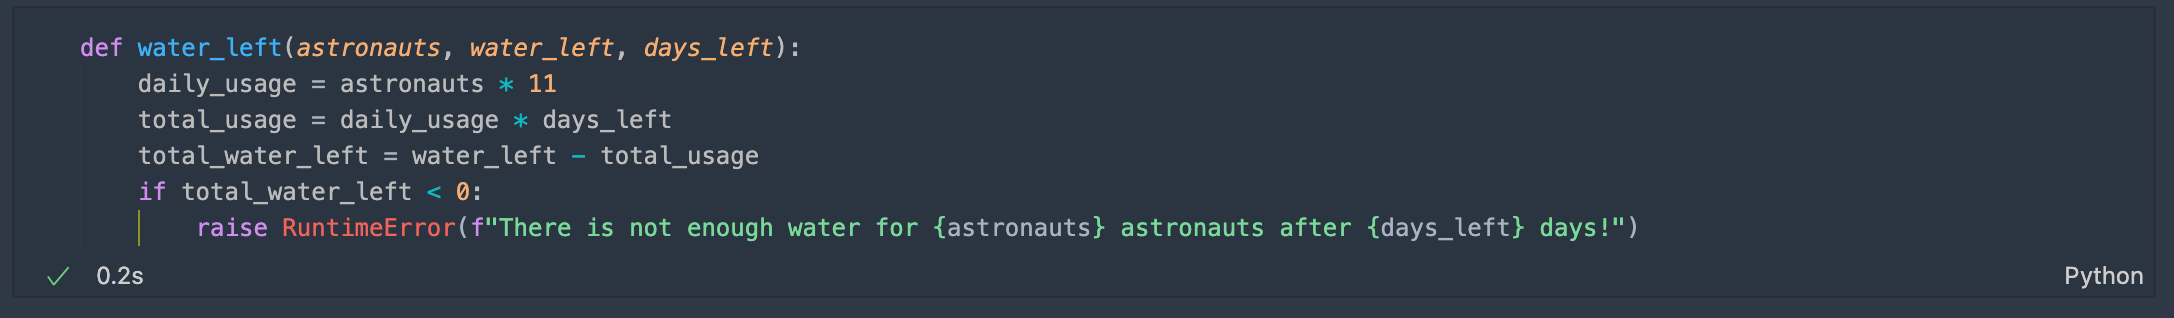 def water_left(astronauts, water_left, days_left):
    daily_usage = astronauts * 11
    total_usage = daily_usage * days_left
    total_water_left = water_left - total_usage
    if total_water_left < 0:
        raise RuntimeError(f"There is not enough water for {astronauts} astronauts after {days_left} days!")
✓ 0.2s Python